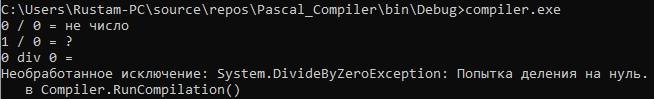 C:\Users\Rustam-PC\source\repos\Pascal_Compiler\bin\Debug>compiler.exe
0 / 0 = не число
1 / 0 = ?
0 div 0 =
Необработанное исключение: System.DivideByZeroException: Попытка деления на нуль.
   в Compiler.RunCompilation()